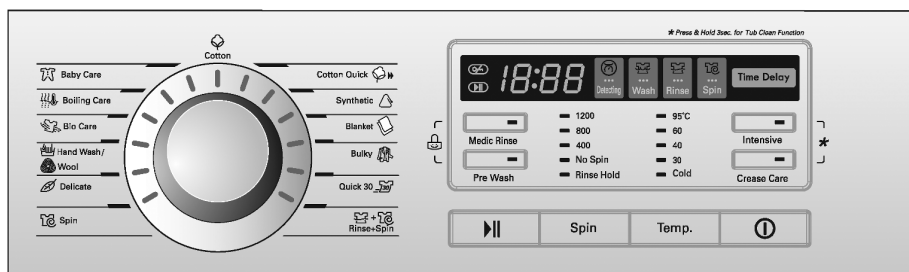 * Press & Hold 3sec. for Tub Clean Function
Cotton
Baby Care
Boiling Care
Bio Care
Hand Wash/
Wool
Delicate
Spin
Cotton Quick
Synthetic
Blanket
Bulky
Quick 30
30
+
Rinse+Spin
18:88
Detecting
Wash
Rinse
Spin
Time Delay
Medic Rinse
Pre Wash
1200
800
400
No Spin
Rinse Hold
95°C
60
40
30
Cold
Intensive
Crease Care
*
Spin
Temp.